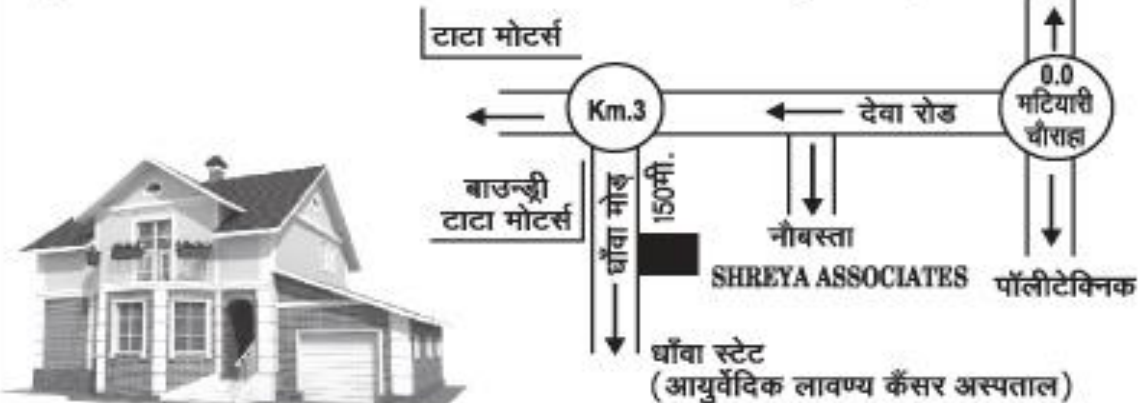 टाटा मोटर्स
0.0
मटियारी
चौराहा
Km.3
देवा रोड
बाउन्ड्री
टाटा मोटर्स
धाँवा मोड़
150मी.
नौबस्ता
SHREYA ASSOCIATES
पॉलीटेक्निक
धाँवा स्टेट
(आयुर्वेदिक लावण्य कैंसर अस्पताल)